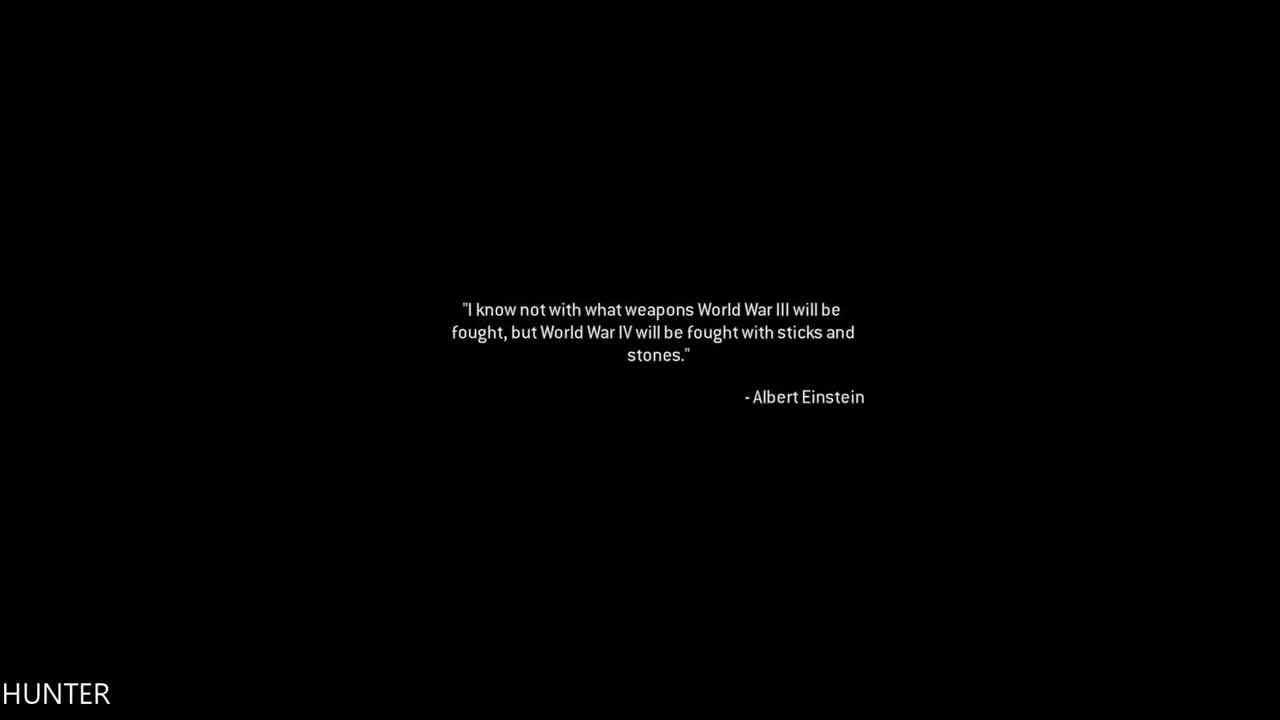 "I know not with what weapons World War III will be
fought, but World War IV will be fought with sticks and
stones."
- Albert Einstein
HUNTER